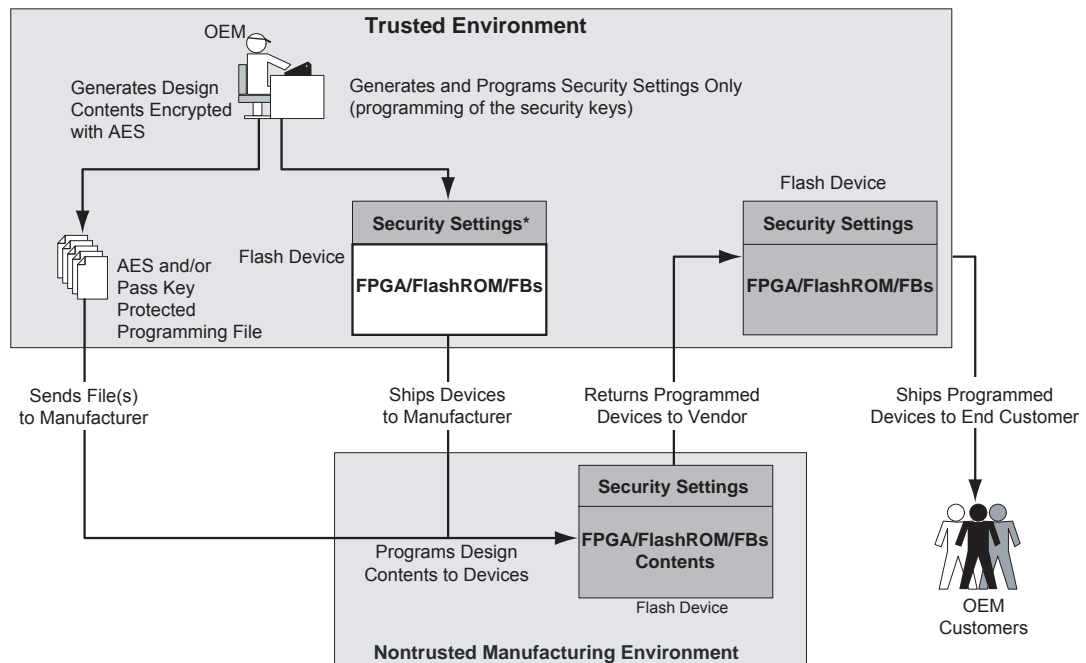 Trusted Environment
OEM
Generates Design
Contents Encrypted
with AES
Generates and Programs Security Settings Only
(programming of the security keys)
Flash Device
Security Settings*
FPGA/FlashROM/FBs
Flash Device
Security Settings
FPGA/FlashROM/FBs
AES and/or
Pass Key
Protected
Programming File
Sends File(s)
to Manufacturer
Ships Devices
to Manufacturer
Returns Programmed
Devices to Vendor
Ships Programmed
Devices to End Customer
Programs Design
Contents to Devices
Security Settings
FPGA/FlashROM/FBs
Contents
Flash Device
Nontrusted Manufacturing Environment
OEM
Customers